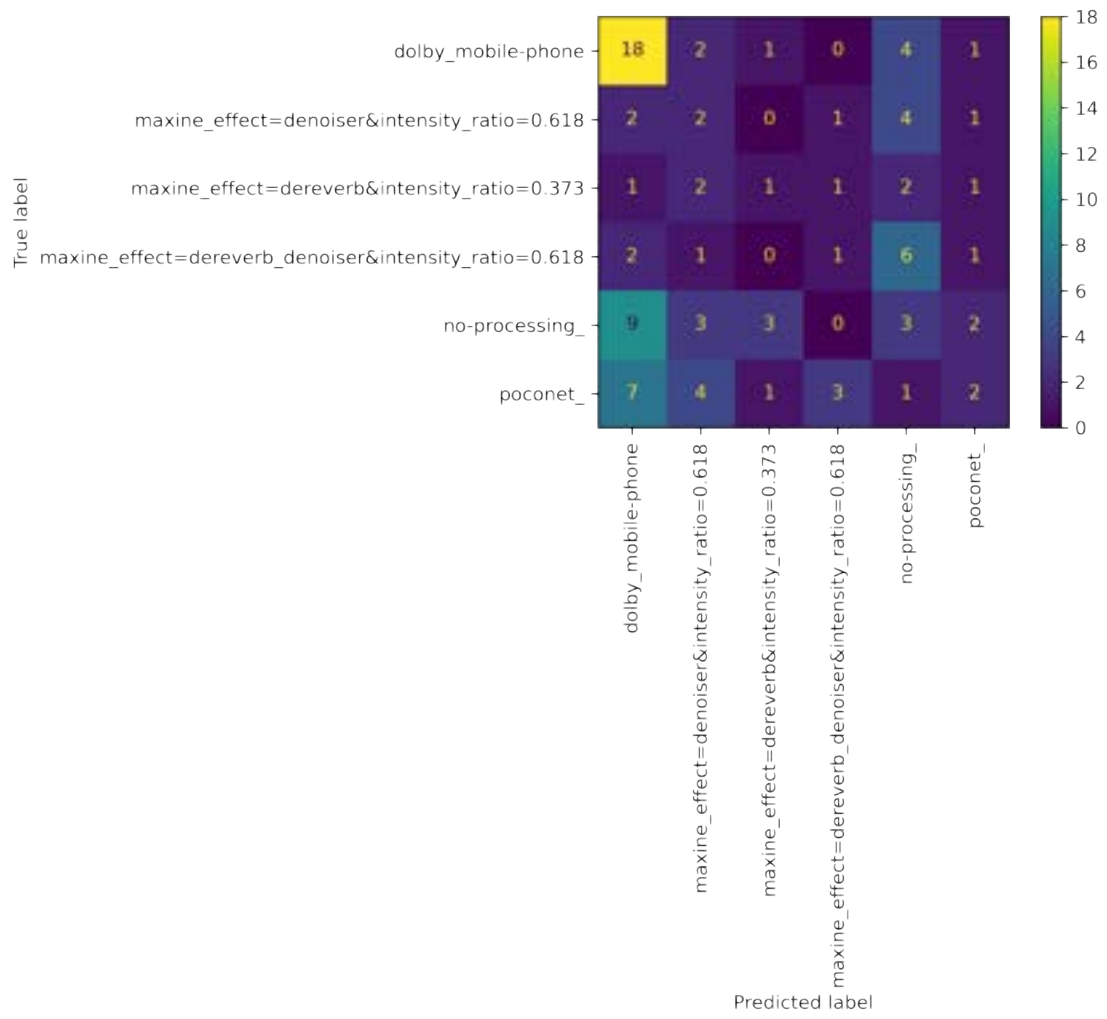 dolby_mobile-phone 18 2 1 0 4 1
maxine_effect=denoiser&intensity_ratio=0.618 2 2 0 1 4 1
maxine_effect=dereverb&intensity_ratio=0.373 1 2 1 1 2 1
maxine_effect=dereverb_denoiser&intensity_ratio=0.618 2 1 0 1 6 1
no-processing_ 9 3 3 0 3 2
poconet_ 7 4 1 3 1 2
True label
18
16
14
12
10
8
6
4
2
0
dolby_mobile-phone
maxine_effect=denoiser&intensity_ratio=0.618
maxine_effect=dereverb&intensity_ratio=0.373
maxine_effect=dereverb_denoiser&intensity_ratio=0.618
no-processing_
poconet_
Predicted label